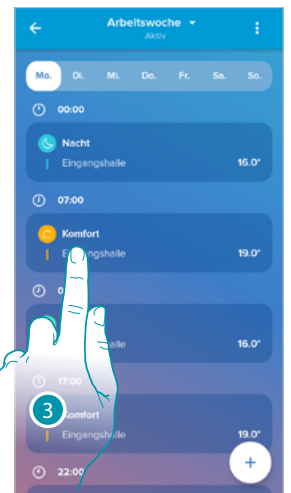 Arbeitswoche
Aktiv
Mo. Di. Mi. Do. Fr. Sa. So.
00:00
Nacht
Eingangshalle 16.0°
07:00
Komfort
19.0°
16.0°
17:00
Komfort
3
Eingangshalle 19.0°
+
22:00